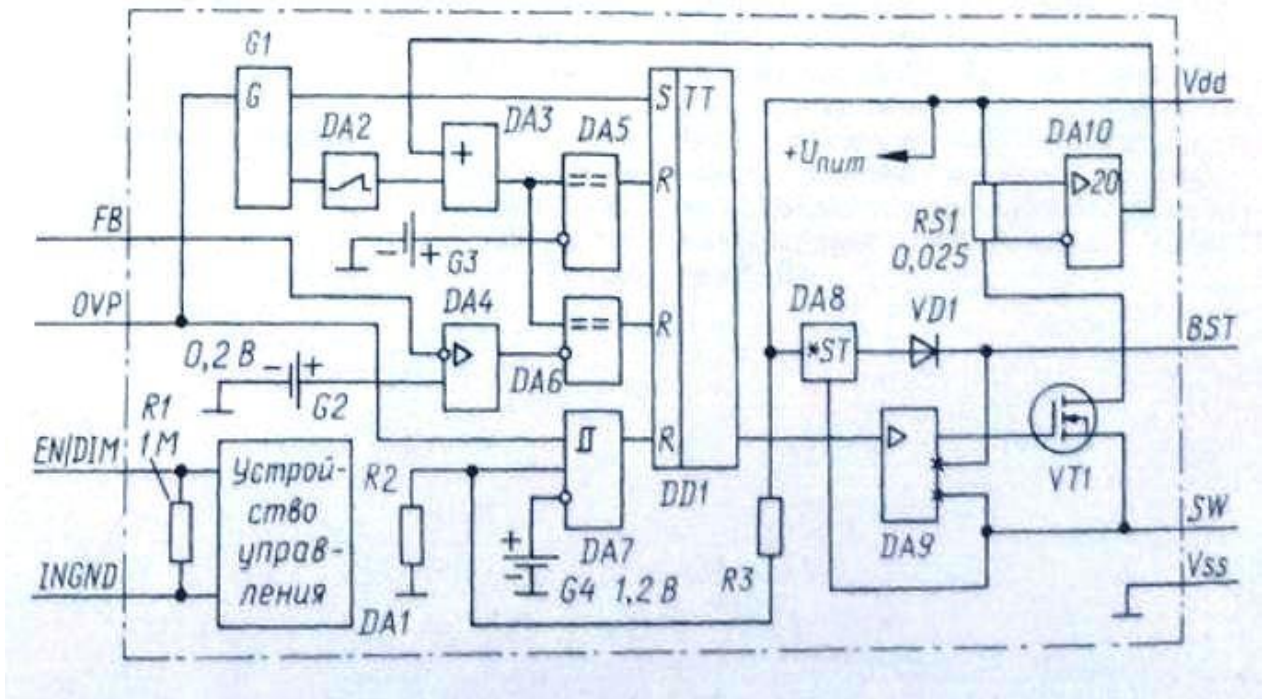 G1
G
S
TT
Vdd
DA2
DA3
DA5
DA10
+
+Uпит
==
R
▷20
FB
RS1
0,025
- +
G3
OVP
DA4
DA8
VD1
BST
==
R
0,2 В
- +
▷
*ST
DA6
G2
R1
1М
R
▷
EN/DIM
Устрой-
ство
управ-
ления
R2
DD1
VT1
SW
+
-
DA7
DA9
INGND
G4 1,2 В
R3
Vss
DA1